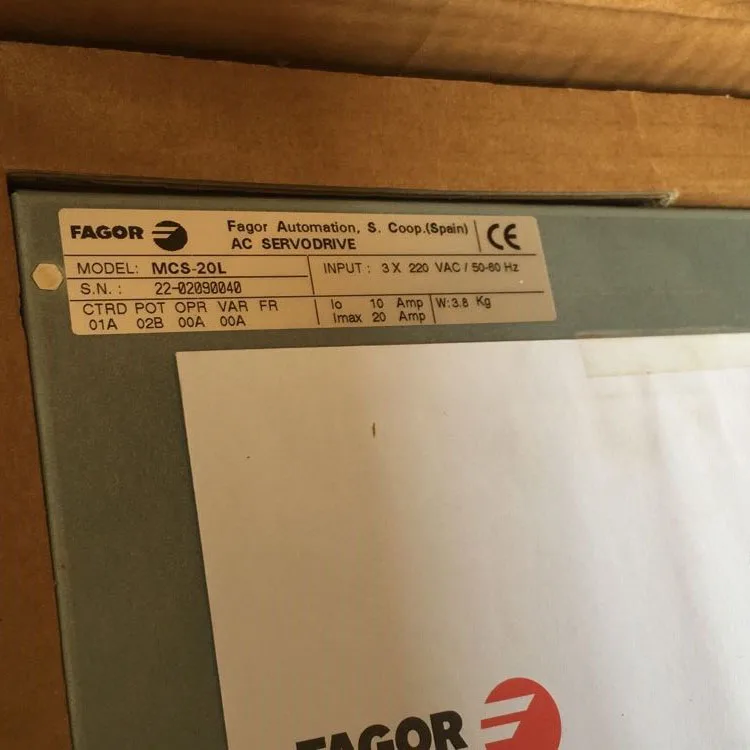 FAGOR
Fagor Automation, S. Coop.(Spain)
AC SERVODRIVE
CE
MODEL: MCS-20L
INPUT: 3 X 220 VAC / 50-60 Hz
S.N.: 22-02090040
CTRD POT OPR VAR FR
01A 02B 00A 00A
Io 10 Amp
Imax 20 Amp
W: 3.8 Kg
FAGOR